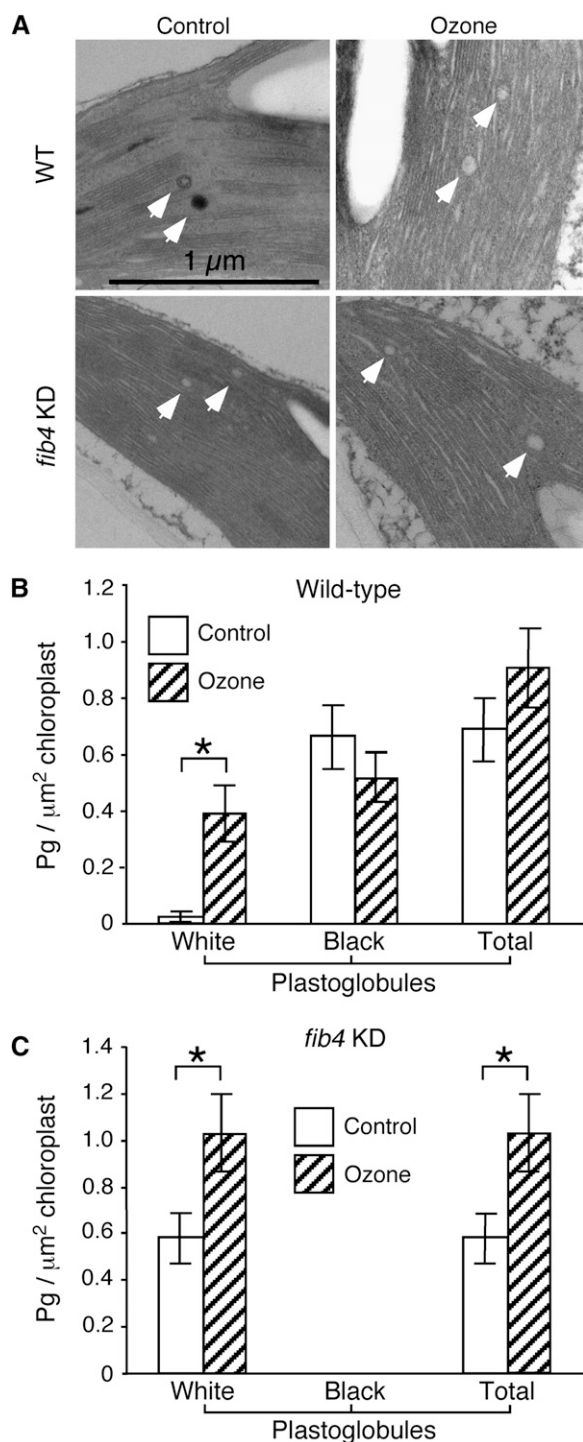 A
Control
Ozone
WT
1 µm
fib4 KD
B
Wild-type
1.2
1.0
0.8
0.6
0.4
0.2
0
Pg / µm² chloroplast
Control
Ozone
*
White
Black
Total
Plastoglobules
C
fib4 KD
1.4
1.2
1.0
0.8
0.6
0.4
0.2
0
Pg / µm² chloroplast
*
*
Control
Ozone
White
Black
Total
Plastoglobules